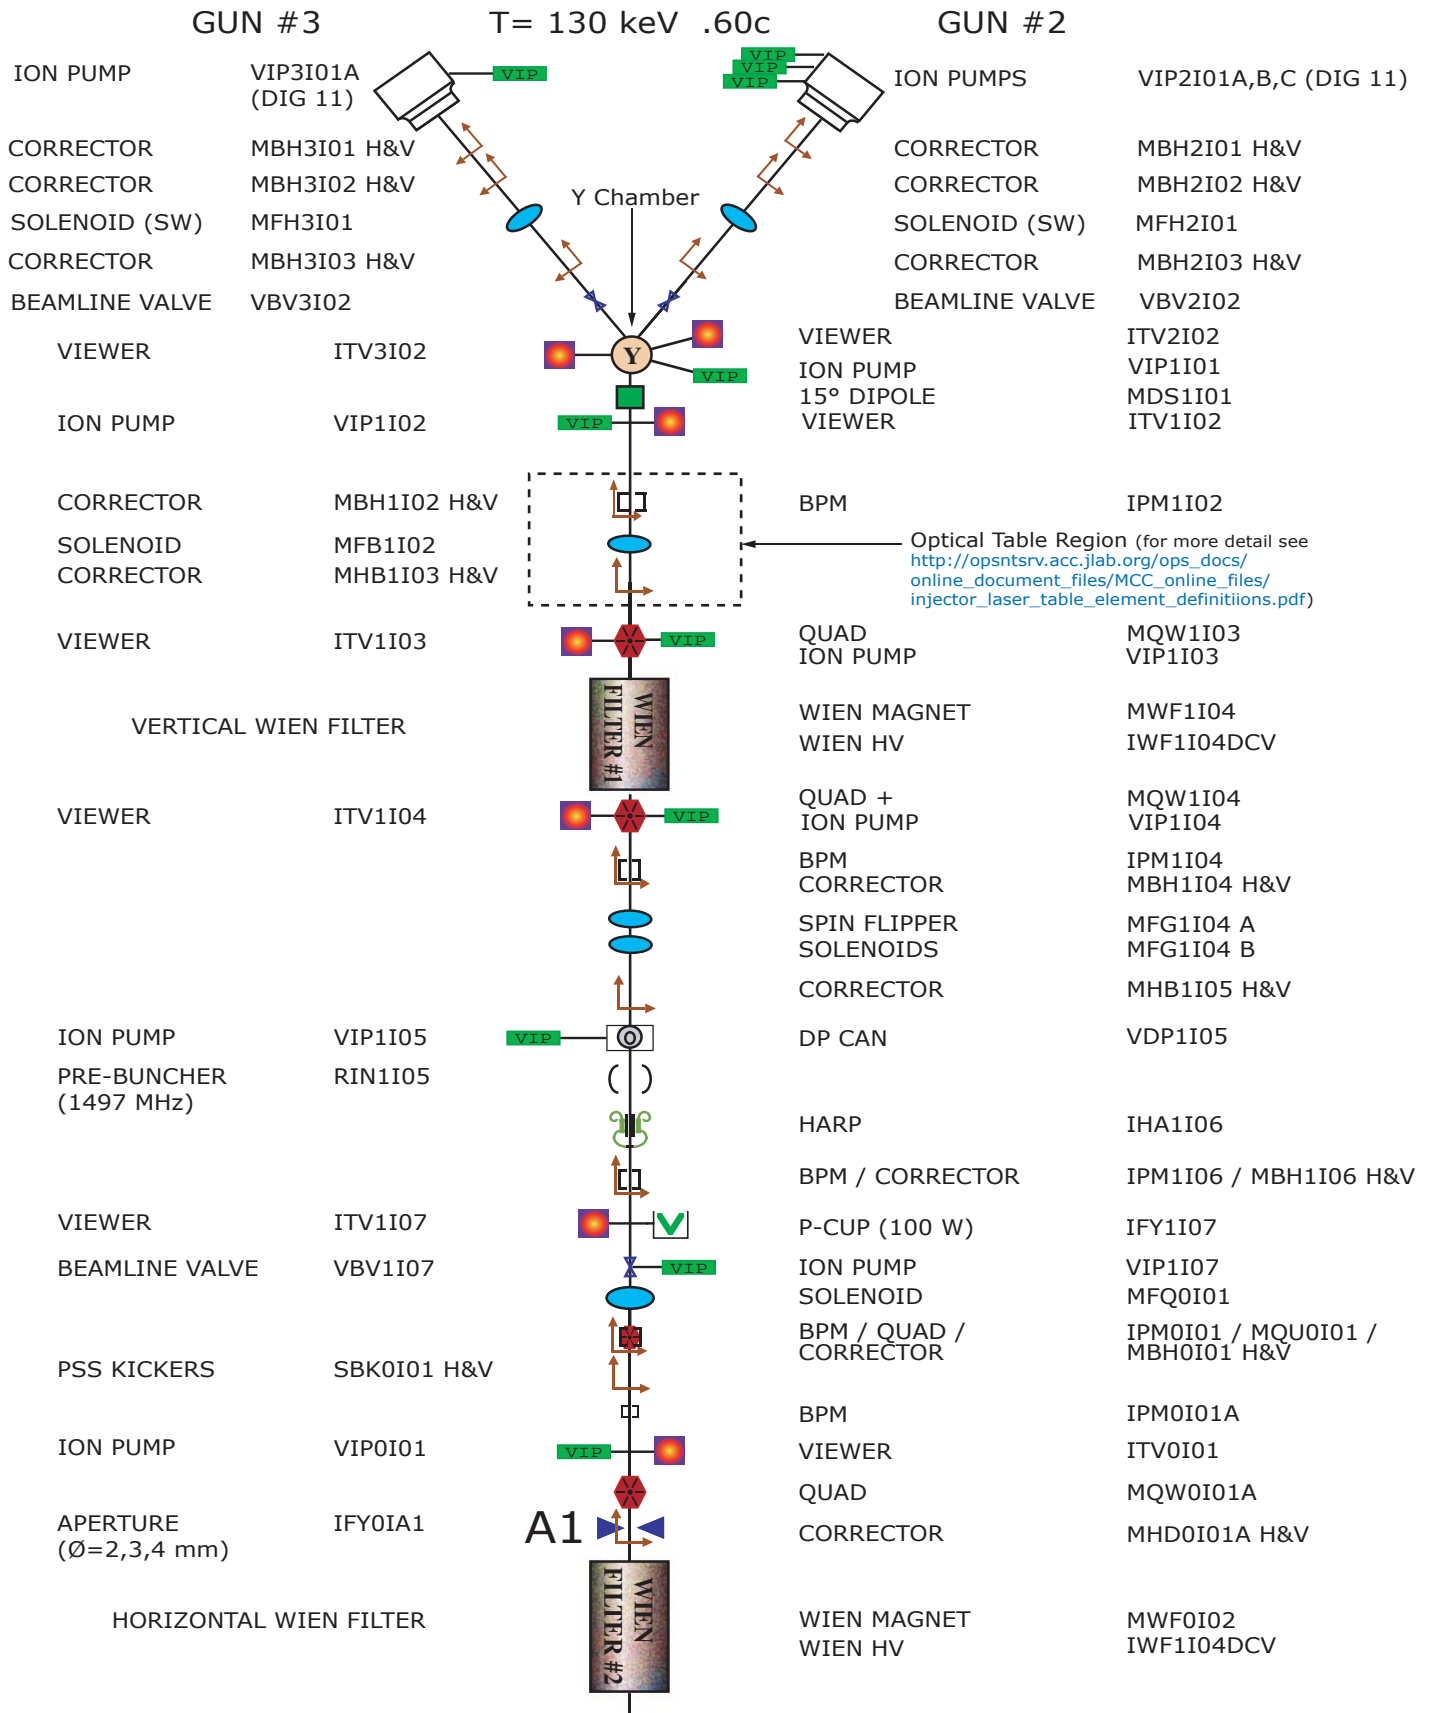 GUN #3 T= 130 keV .60c GUN #2
VIP
VIP
VIP
ION PUMP VIP3I01A VIP ION PUMPS VIP2I01A,B,C (DIG 11)
(DIG 11)
CORRECTOR MBH3I01 H&V CORRECTOR MBH2I01 H&V
CORRECTOR MBH3I02 H&V CORRECTOR MBH2I02 H&V
Y Chamber
SOLENOID (SW) MFH3I01 SOLENOID (SW) MFH2I01
CORRECTOR MBH3I03 H&V CORRECTOR MBH2I03 H&V
BEAMLINE VALVE VBV3I02 BEAMLINE VALVE VBV2I02
VIEWER ITV2I02
VIEWER ITV3I02 Y
VIP ION PUMP VIP1I01
15° DIPOLE MDS1I01
ION PUMP VIP1I02 VIP VIEWER ITV1I02
CORRECTOR MBH1I02 H&V BPM IPM1I02
SOLENOID MFB1I02 Optical Table Region (for more detail see
http://opsntsrv.acc.jlab.org/ops_docs/
CORRECTOR MHB1I03 H&V online_document_files/MCC_online_files/
injector_laser_table_element_definitiions.pdf)
VIEWER ITV1I03 VIP QUAD MQW1I03
ION PUMP VIP1I03
VERTICAL WIEN FILTER WIEN MAGNET MWF1I04
WIEN
FILTER #1
WIEN HV IWF1I04DCV
QUAD + MQW1I04
VIEWER ITV1I04 VIP ION PUMP VIP1I04
BPM IPM1I04
CORRECTOR MBH1I04 H&V
SPIN FLIPPER MFG1I04 A
SOLENOIDS MFG1I04 B
CORRECTOR MHB1I05 H&V
ION PUMP VIP1I05 VIP O DP CAN VDP1I05
PRE-BUNCHER RIN1I05
(1497 MHz)
HARP IHA1I06
BPM / CORRECTOR IPM1I06 / MBH1I06 H&V
VIEWER ITV1I07 P-CUP (100 W) IFY1I07
BEAMLINE VALVE VBV1I07 VIP ION PUMP VIP1I07
SOLENOID MFQ0I01
BPM / QUAD / IPM0I01 / MQU0I01 /
CORRECTOR MBH0I01 H&V
PSS KICKERS SBK0I01 H&V
BPM IPM0I01A
ION PUMP VIP0I01 VIP VIEWER ITV0I01
QUAD MQW0I01A
APERTURE IFY0IA1 A1 CORRECTOR MHD0I01A H&V
(Ø=2,3,4 mm)
HORIZONTAL WIEN FILTER WIEN MAGNET MWF0I02
WIEN
FILTER #2
WIEN HV IWF1I04DCV